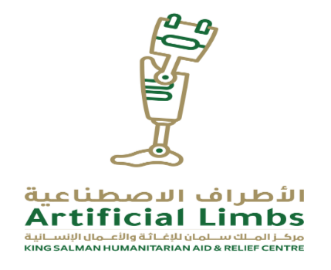 الأطراف الاصطناعية
Artificial Limbs
مركز الملك سلمان للإغاثة والأعمال الإنسانية
KING SALMAN HUMANITARIAN AID & RELIEF CENTRE